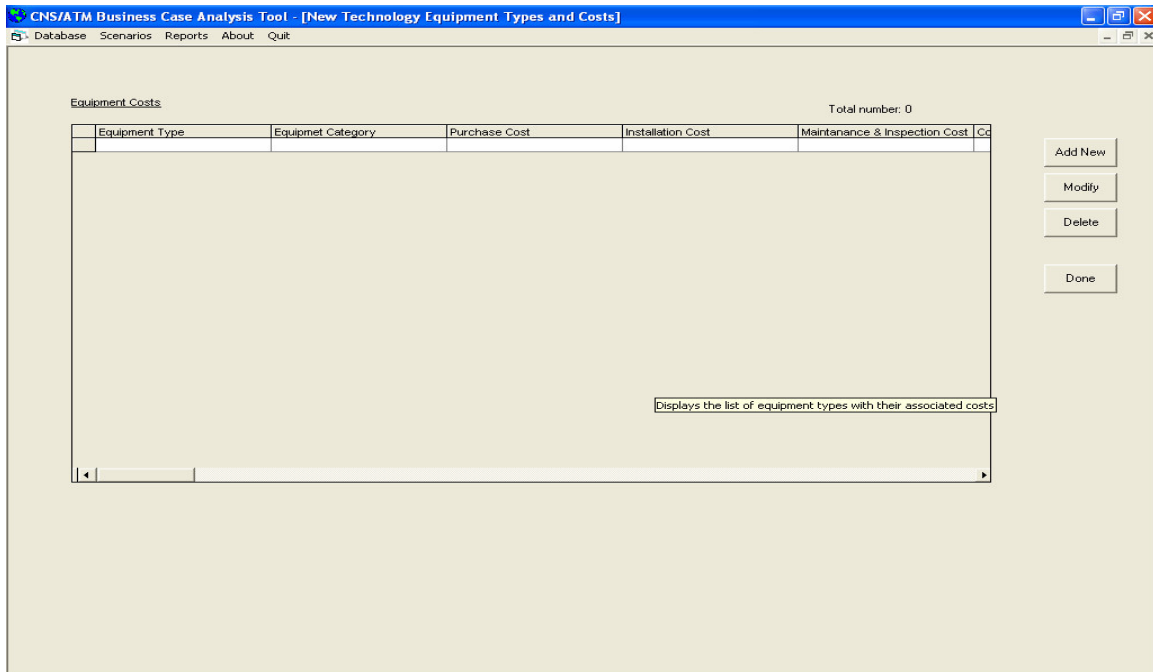 CNS/ATM Business Case Analysis Tool - [New Technology Equipment Types and Costs]
Database Scenarios Reports About Quit
Equipment Costs
Total number: 0
Equipment Type Equipmet Category Purchase Cost Installation Cost Maintanance & Inspection Cost Co
Add New
Modify
Delete
Done
Displays the list of equipment types with their associated costs